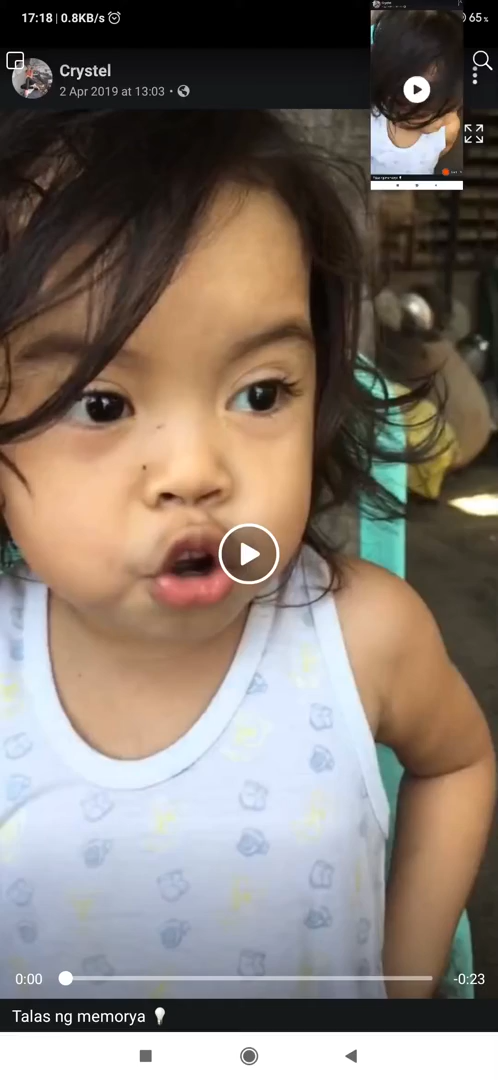 17:18 | 0.8KB/s
65%
Crystel
2 Apr 2019 at 13:03 •
0:00
-0:23
Talas ng memorya 💡